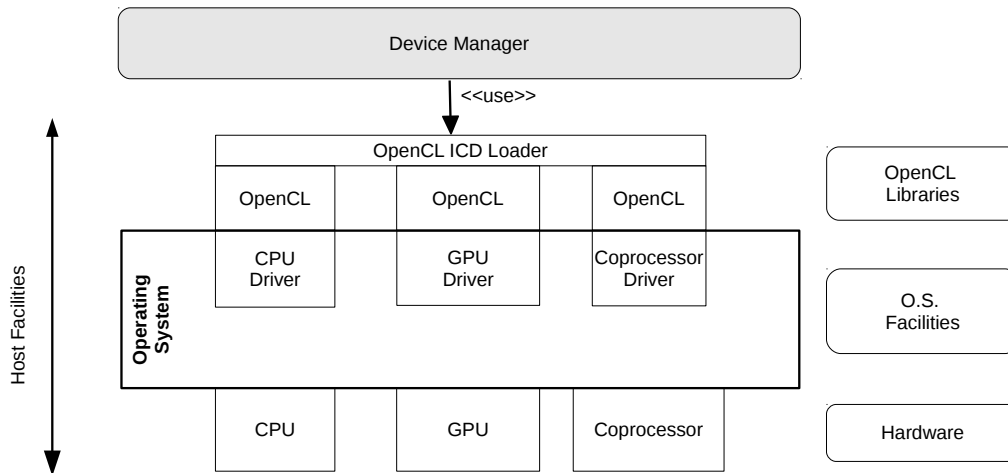 Device Manager
<<use>>
OpenCL ICD Loader
OpenCL
OpenCL
OpenCL
OpenCL
Libraries
CPU
Driver
GPU
Driver
Coprocessor
Driver
Operating
System
O.S.
Facilities
Host Facilities
CPU
GPU
Coprocessor
Hardware